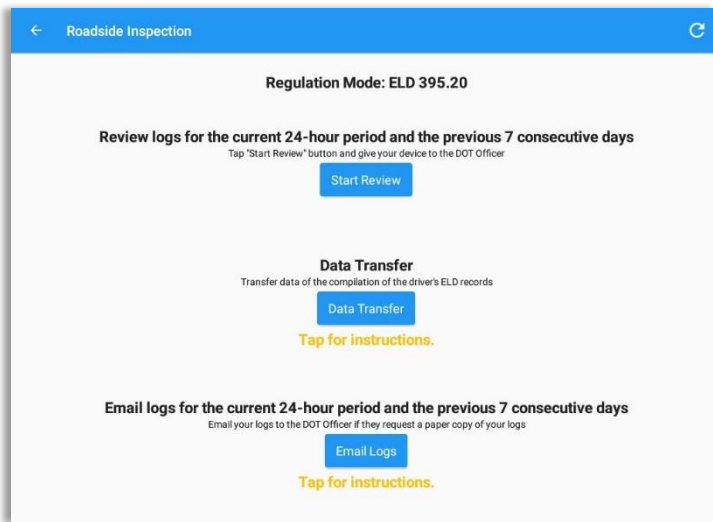 Roadside Inspection
Regulation Mode: ELD 395.20
Review logs for the current 24-hour period and the previous 7 consecutive days
Tap "Start Review" button and give your device to the DOT Officer
Start Review
Data Transfer
Transfer data of the compilation of the driver's ELD records
Data Transfer
Tap for instructions.
Email logs for the current 24-hour period and the previous 7 consecutive days
Email your logs to the DOT Officer if they request a paper copy of your logs
Email Logs
Tap for instructions.